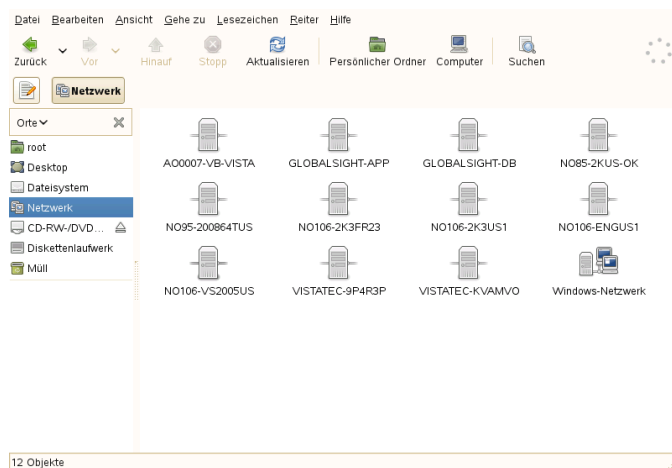 Datei Bearbeiten Ansicht Gehe zu Lesezeichen Reiter Hilfe
Zurück Vor Hinauf Stopp Aktualisieren Persönlicher Ordner Computer Suchen
Netzwerk
Orte
root
Desktop
Dateisystem
Netzwerk
CD-RW-/DVD...
Diskettenlaufwerk
Müll
AO0007-VB-VISTA GLOBALSIGHT-APP GLOBALSIGHT-DB NO85-2KUS-OK
NO95-200864TUS NO106-2K3FR23 NO106-2K3US1 NO106-ENGUS1
NO106-VS2005US VISTATEC-9P4R3P VISTATEC-KVAMVO Windows-Netzwerk
12 Objekte